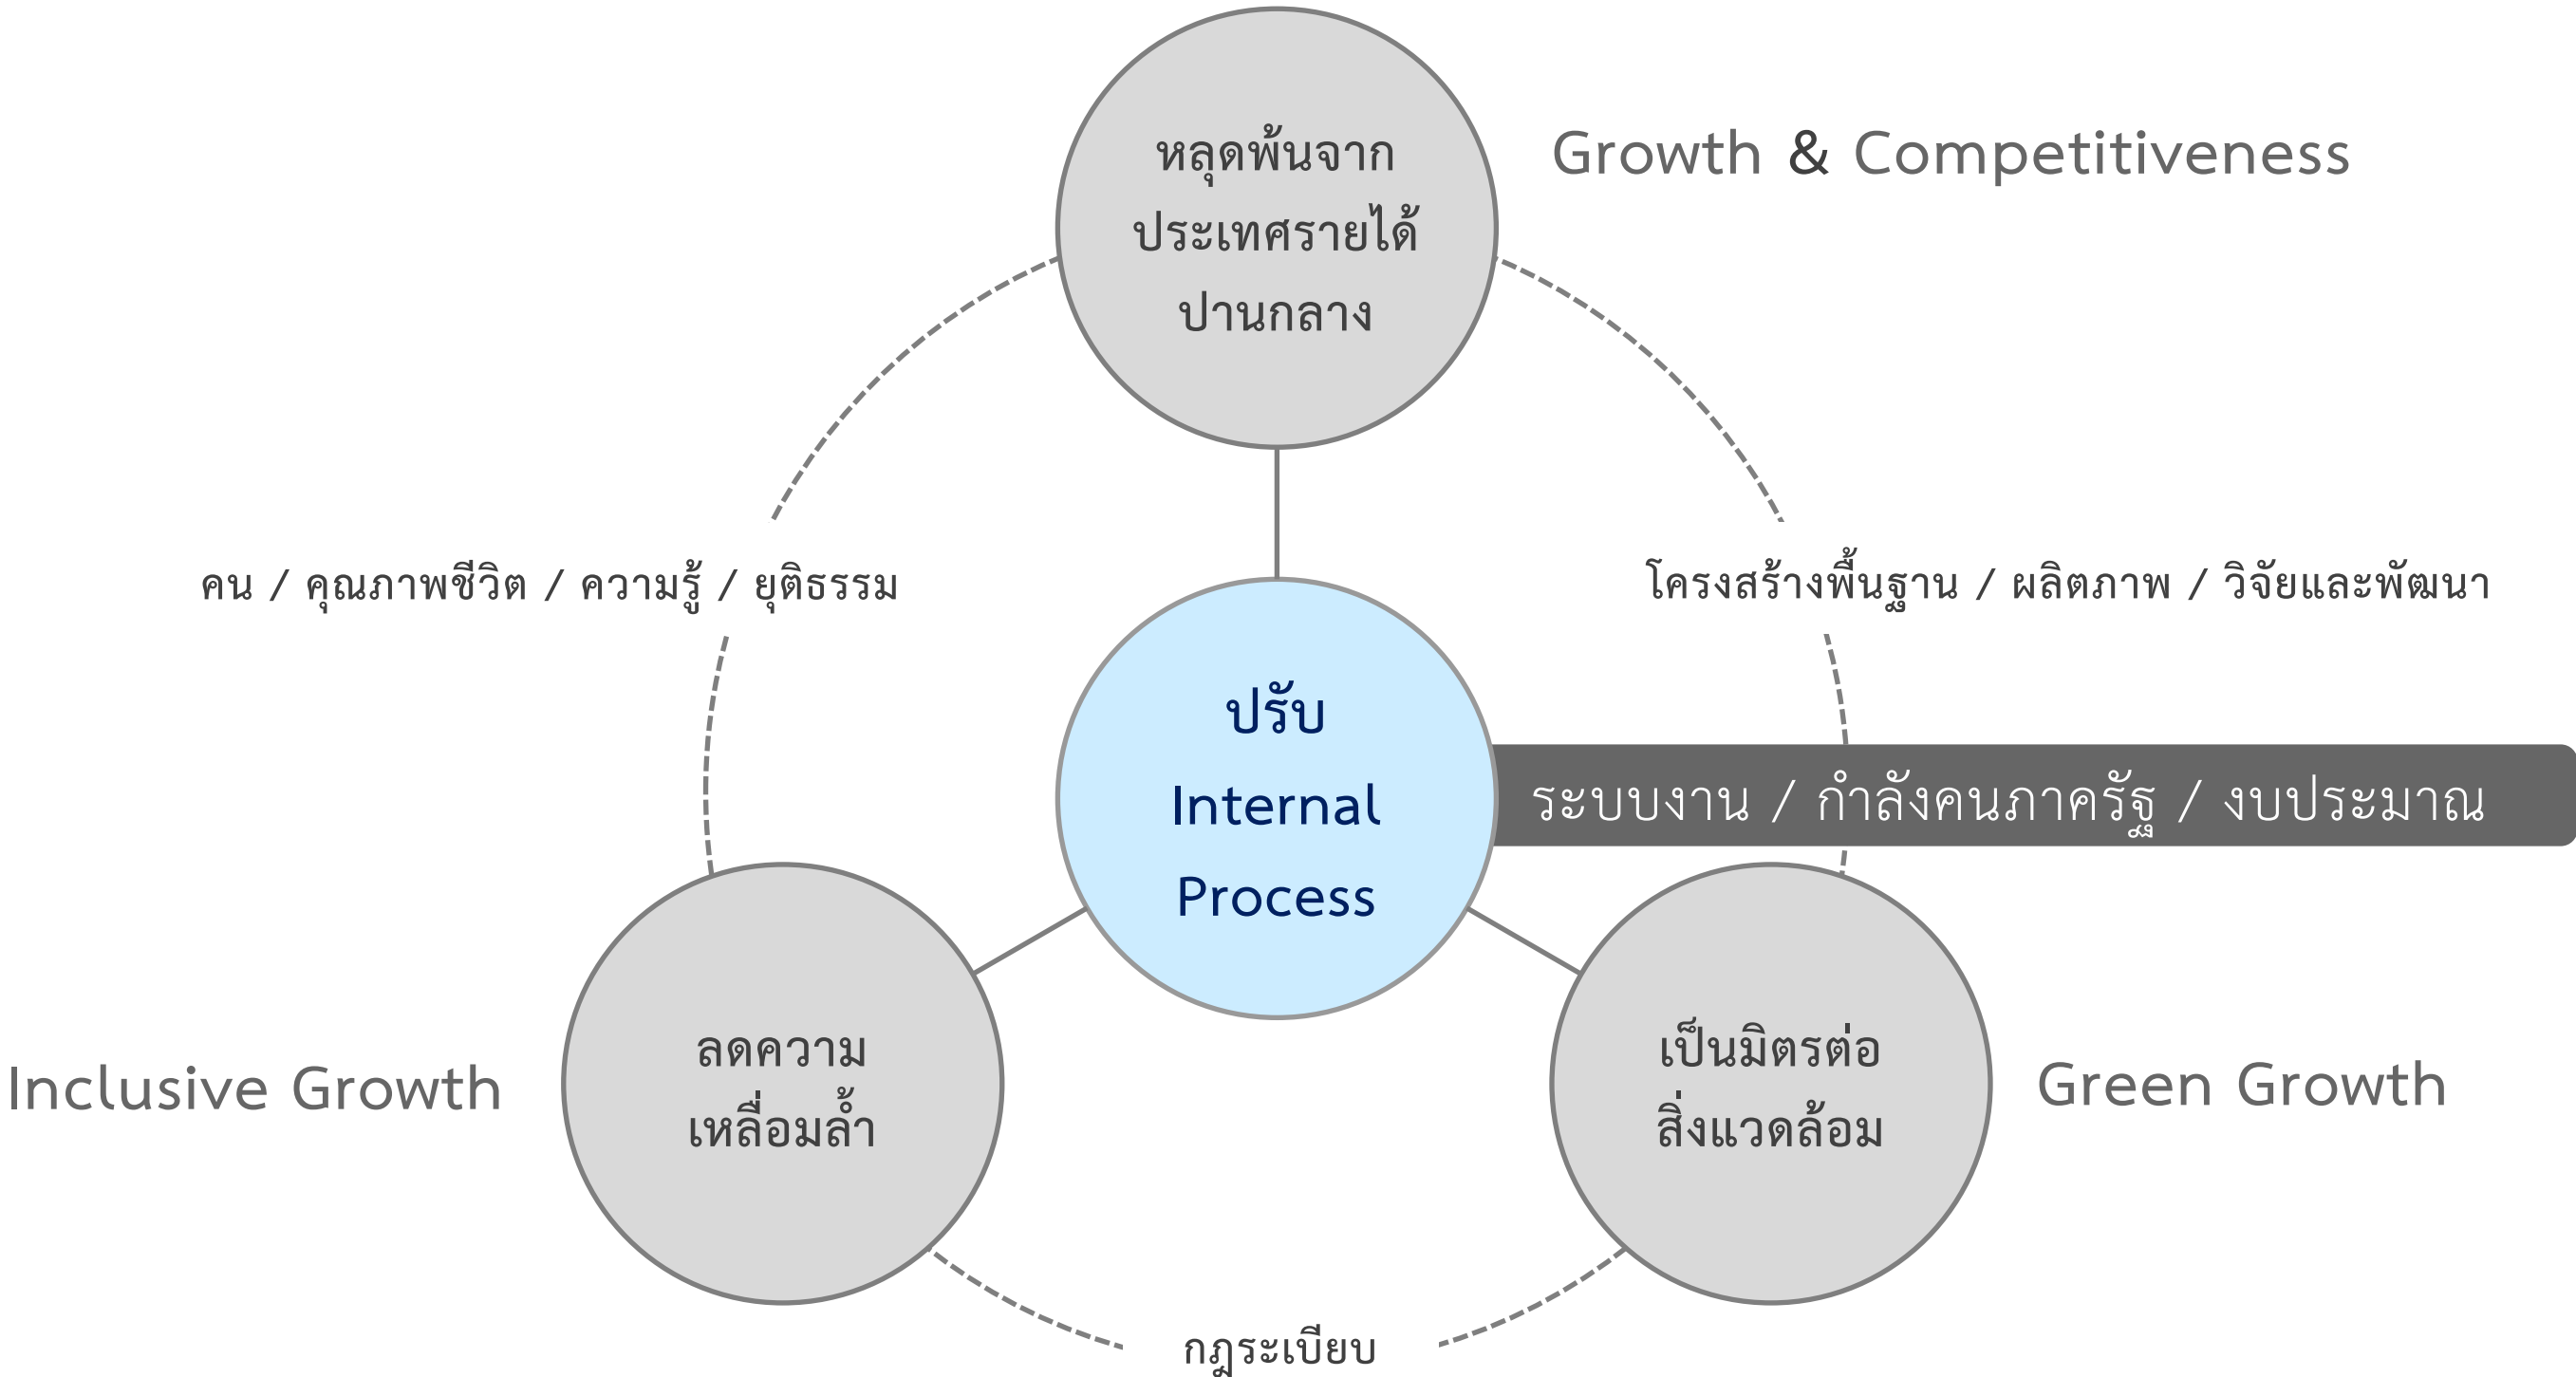 หลุดพ้นจาก
ประเทศรายได้
ปานกลาง
Growth & Competitiveness
คน / คุณภาพชีวิต / ความรู้ / ยุติธรรม
โครงสร้างพื้นฐาน / ผลิตภาพ / วิจัยและพัฒนา
ปรับ
Internal
Process
ระบบงาน / กำลังคนภาครัฐ / งบประมาณ
Inclusive Growth
ลดความ
เหลื่อมล้ำ
เป็นมิตรต่อ
สิ่งแวดล้อม
Green Growth
กฎระเบียบ